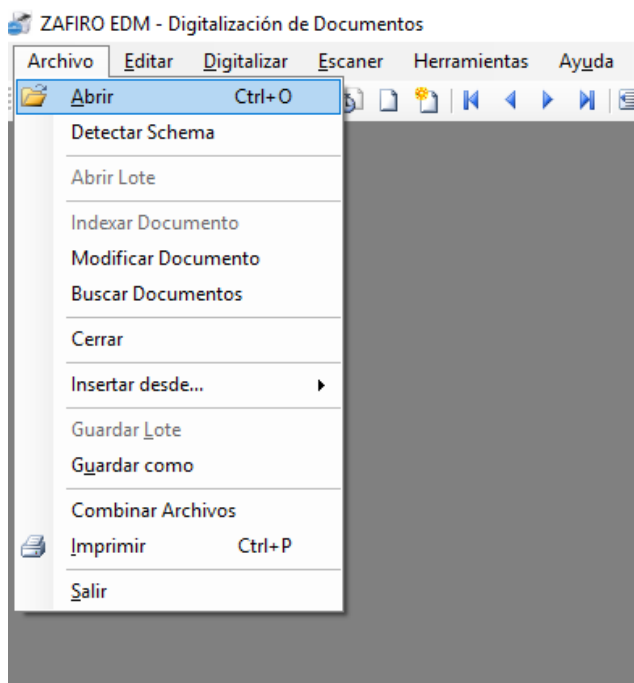 ZAFIRO EDM - Digitalización de Documentos
Archivo Editar Digitalizar Escaner Herramientas Ayuda
Abrir Ctrl+O
Detectar Schema
Abrir Lote
Indexar Documento
Modificar Documento
Buscar Documentos
Cerrar
Insertar desde...
Guardar Lote
Guardar como
Combinar Archivos
Imprimir Ctrl+P
Salir